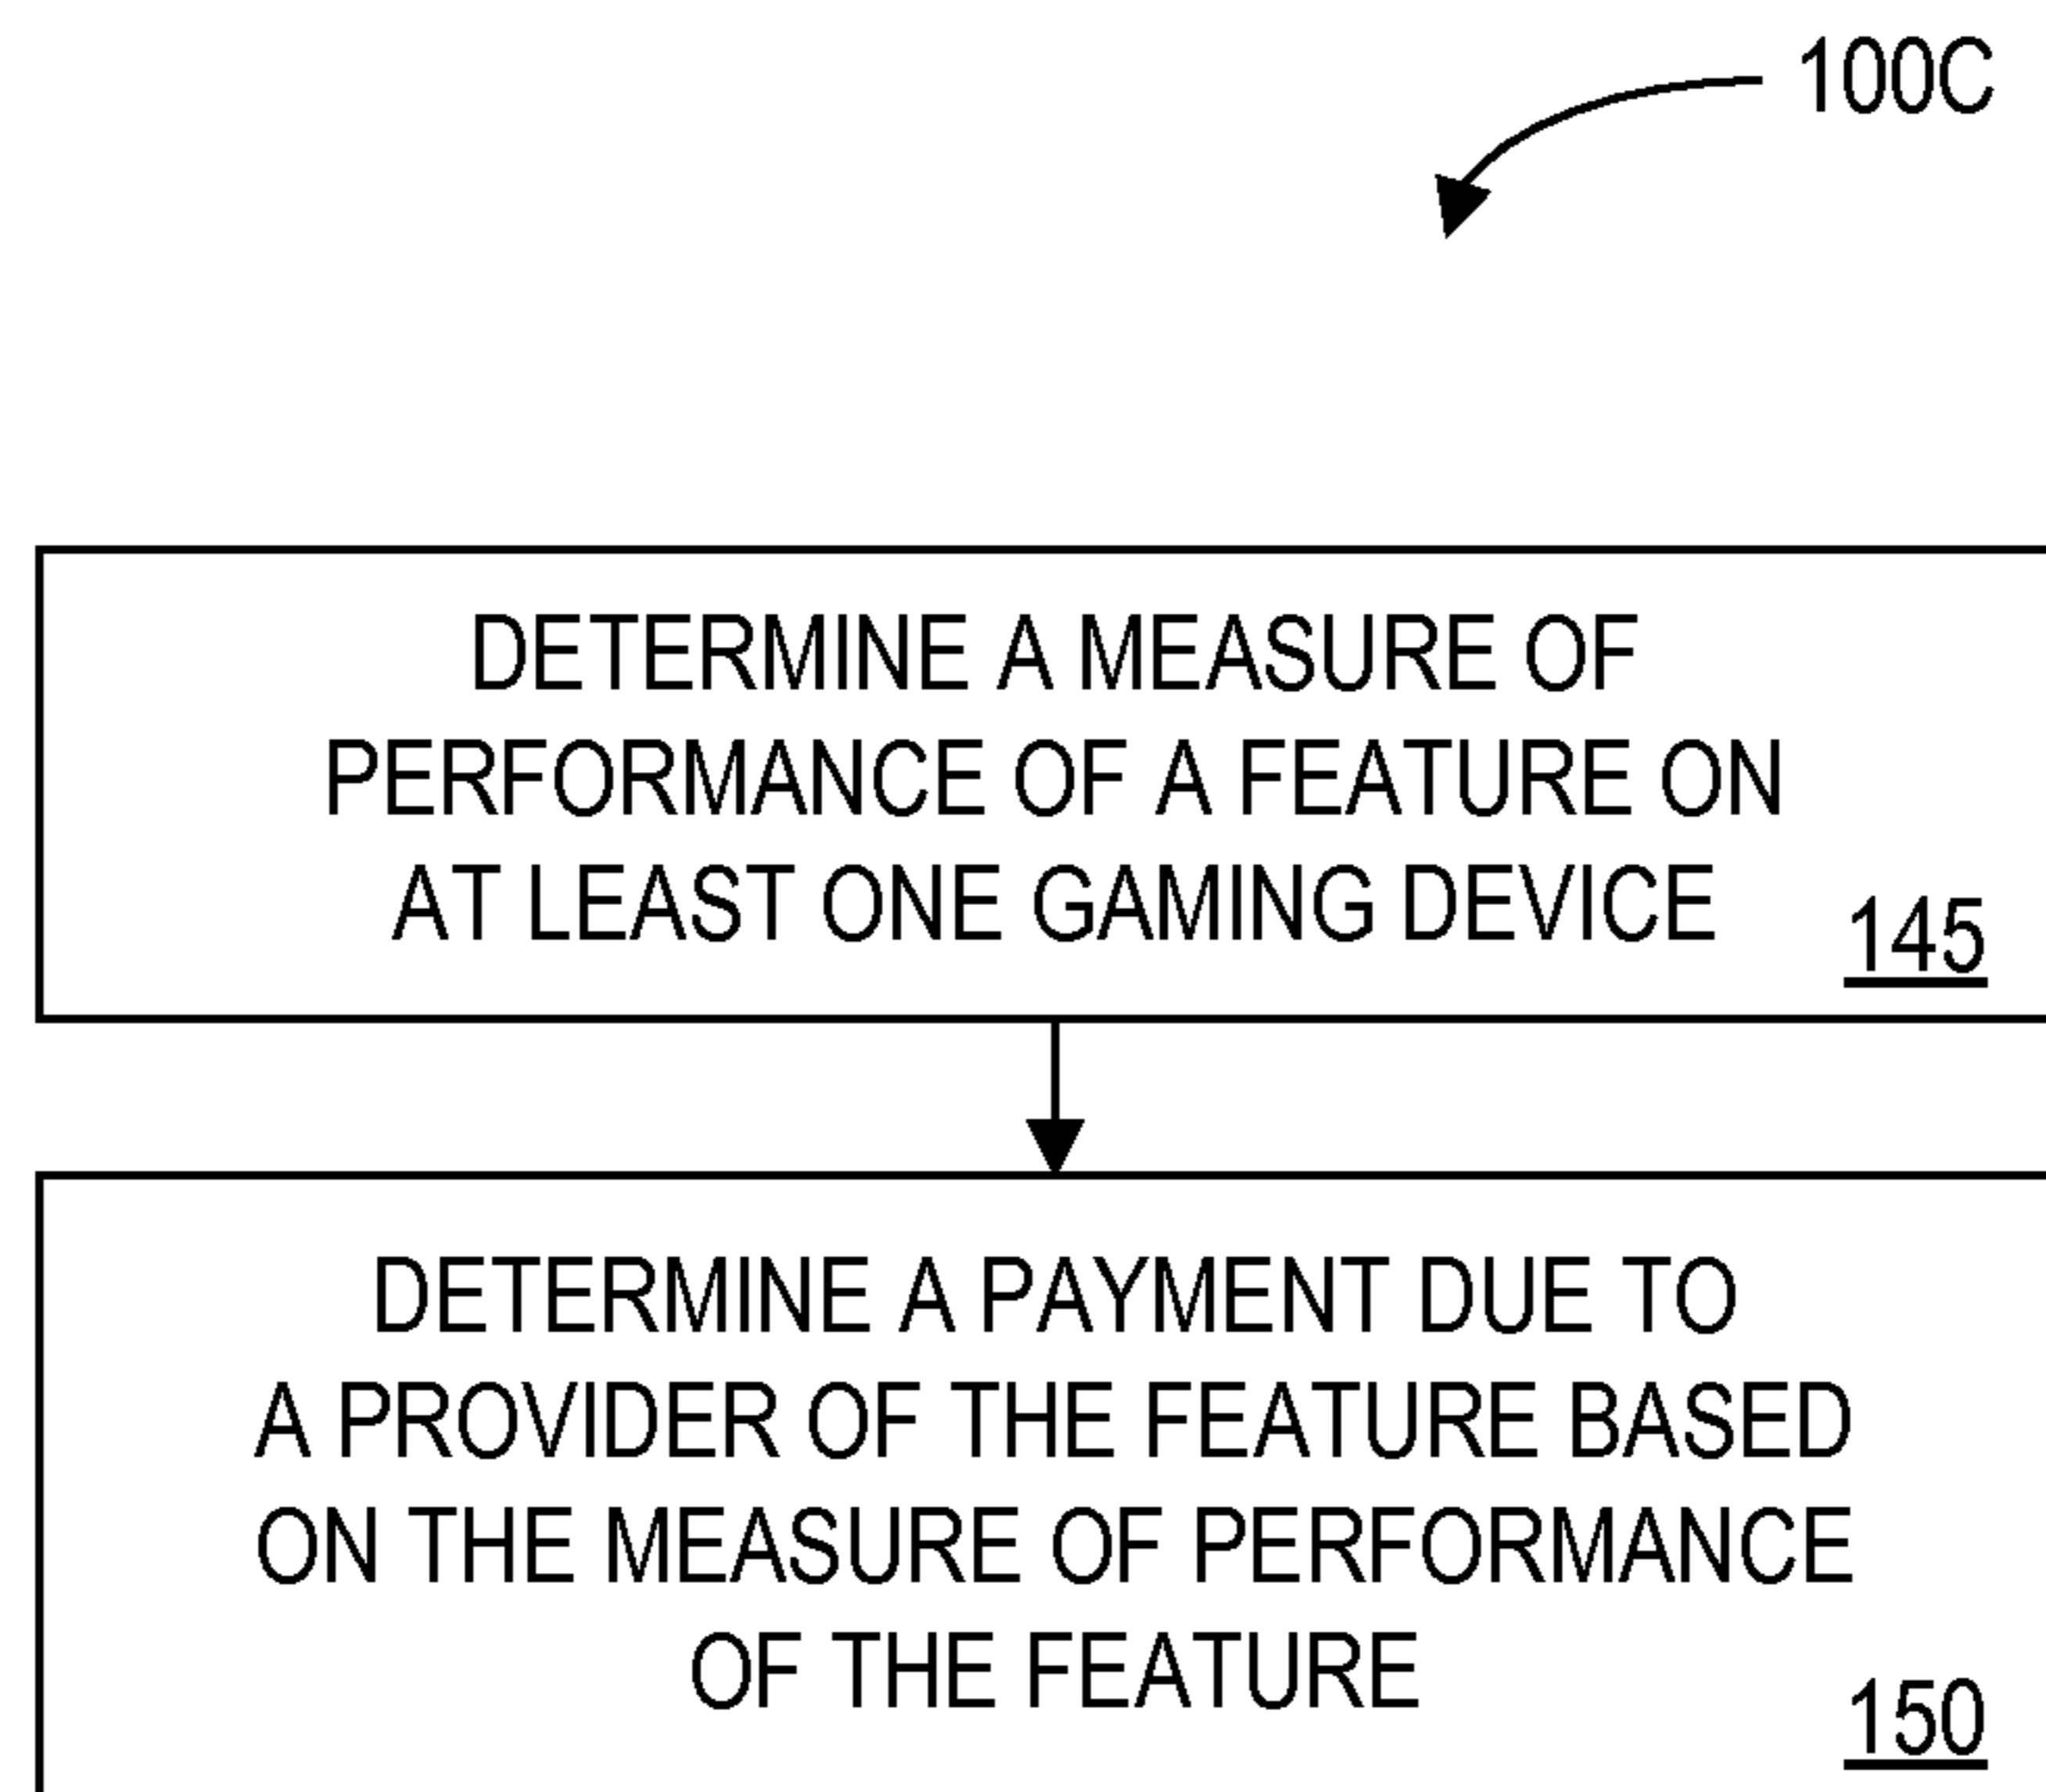 100C
DETERMINE A MEASURE OF
PERFORMANCE OF A FEATURE ON
AT LEAST ONE GAMING DEVICE
145
DETERMINE A PAYMENT DUE TO
A PROVIDER OF THE FEATURE BASED
ON THE MEASURE OF PERFORMANCE
OF THE FEATURE
150